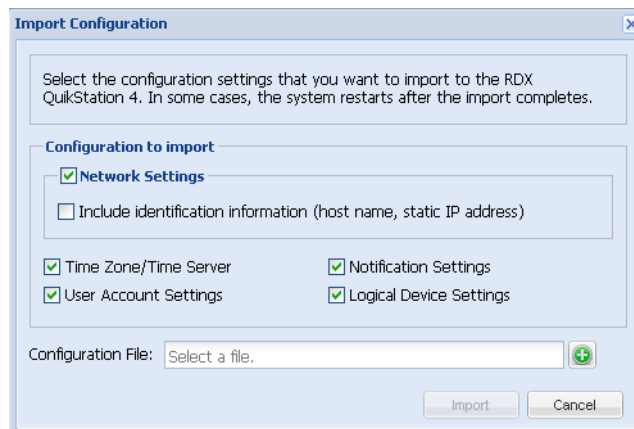 Import Configuration
Select the configuration settings that you want to import to the RDX
QuikStation 4. In some cases, the system restarts after the import completes.
Configuration to import
Network Settings
Include identification information (host name, static IP address)
Time Zone/Time Server
Notification Settings
User Account Settings
Logical Device Settings
Configuration File:
Select a file.
Import
Cancel